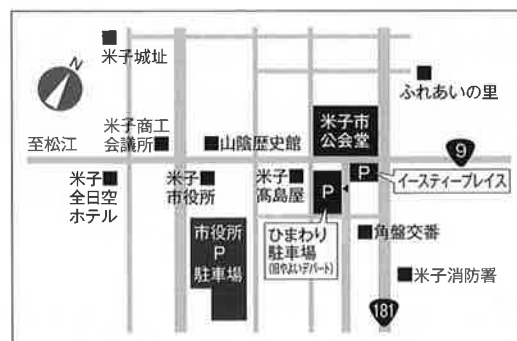 N
米子城址
ふれあいの里
米子商工
会議所
山陰歴史館
米子市
公会堂
至松江
9
米子
全日空
ホテル
米子
市役所
米子
髙島屋
P
P
イースティープレイス
市役所
P
駐車場
ひまわり
駐車場
(旧やよいデパート)
角盤交番
米子消防署
181